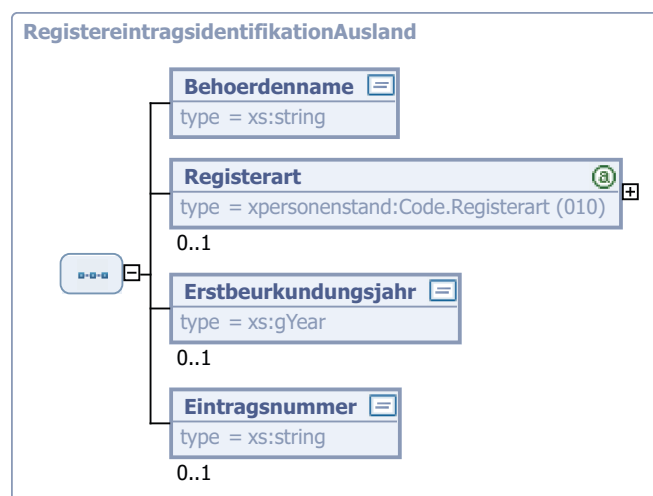 RegistereintragsidentifikationAusland
Behoerdenname
type = xs:string
Registerart
type = xpersonenstand:Code.Registerart (010)
0..1
Erstbeurkundungsjahr
type = xs:gYear
0..1
Eintragsnummer
type = xs:string
0..1